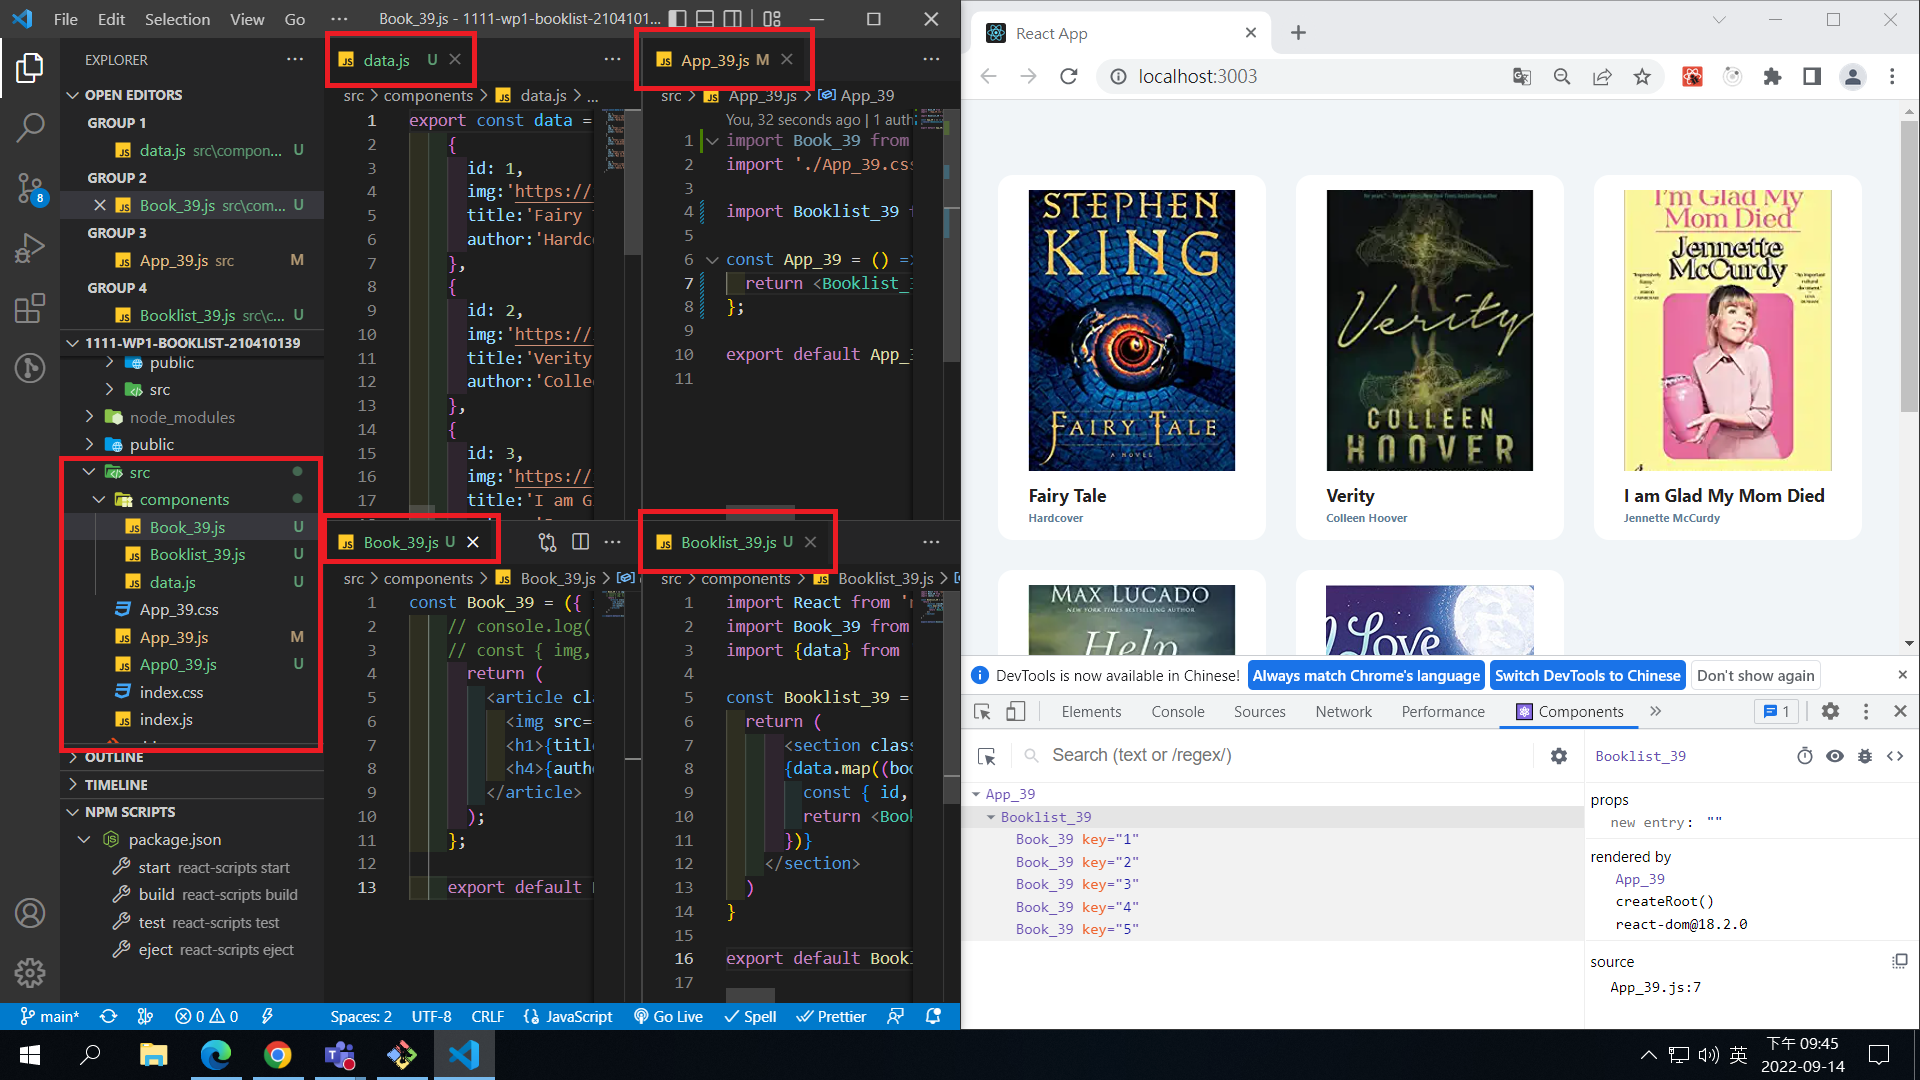 File Edit Selection View Go ··· Book_39.js - 1111-wp1-booklist-2104101...
EXPLORER
OPEN EDITORS
GROUP 1
data.js src\compon... U
GROUP 2
Book_39.js src\com... U
GROUP 3
App_39.js src M
GROUP 4
Booklist_39.js src\c... U
1111-WP1-BOOKLIST-210410139
public
src
node_modules
public
src
components
Book_39.js U
Booklist_39.js U
data.js U
App_39.css
App_39.js M
App0_39.js U
index.css
index.js
OUTLINE
TIMELINE
NPM SCRIPTS
package.json
start react-scripts start
build react-scripts build
test react-scripts test
eject react-scripts eject
data.js U
src > components > data.js > ...
1 export const data =
2 {
3 id: 1,
4 img:'https://
5 title:'Fairy
6 author:'Hardc
7 },
8 {
9 id: 2,
10 img:'https://
11 title:'Verity
12 author:'Colle
13 },
14 {
15 id: 3,
16 img:'https://
17 title:'I am G
App_39.js M
src > App_39.js > App_39
You, 32 seconds ago | 1 auth
1 import Book_39 from
2 import './App_39.css
3
4 import Booklist_39
5
6 const App_39 = () =>
7 return <Booklist_3
8 };
9
10 export default App_3
11
Book_39.js U
src > components > Book_39.js >
1 const Book_39 = ({
2 // console.log(
3 // const { img,
4 return (
5 <article cla
6 <img src=
7 <h1>{title
8 <h4>{autho
9 </article>
10 );
11 };
12
13 export default
Booklist_39.js U
src > components > Booklist_39.js >
1 import React from 'r
2 import Book_39 from
3 import {data} from
4
5 const Booklist_39 =
6 return (
7 <section class
8 {data.map((boo
9 const { id,
10 return <Boo
11 })}
12 </section>
13 )
14 }
15
16 export default Bookl
17
8
main* 0 0 Spaces: 2 UTF-8 CRLF JavaScript Go Live Spell Prettier
React App
localhost:3003
STEPHEN
KING
FAIRY TALE
A NOVEL
Fairy Tale
Hardcover
Verity
COLLEEN
HOOVER
Verity
Colleen Hoover
I'm Glad My
Mom Died
Jennette
McCurdy
I am Glad My Mom Died
Jennette McCurdy
MAX LUCADO
NEW YORK TIMES BESTSELLING AUTHOR
Help
Love
DevTools is now available in Chinese! Always match Chrome's language Switch DevTools to Chinese Don't show again
Elements Console Sources Network Performance Components 1
Search (text or /regex/)
App_39
Booklist_39
Book_39 key="1"
Book_39 key="2"
Book_39 key="3"
Book_39 key="4"
Book_39 key="5"
Booklist_39
props
new entry: ""
rendered by
App_39
createRoot()
react-dom@18.2.0
source
App_39.js:7
英
下午 09:45
2022-09-14